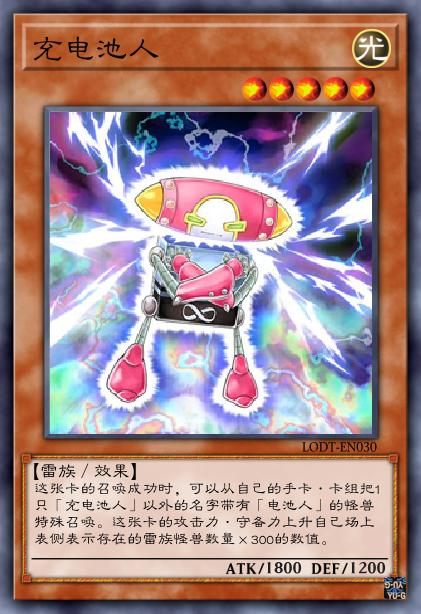 充电池人
光
LODT-EN030
【雷族／效果】
这张卡的召唤成功时，可以从自己的手卡·卡组把1
只「充电池人」以外的名字带有「电池人」的怪兽
特殊召唤。这张卡的攻击力·守备力上升自己场上
表侧表示存在的雷族怪兽数量×300的数值。
ATK/1800 DEF/1200